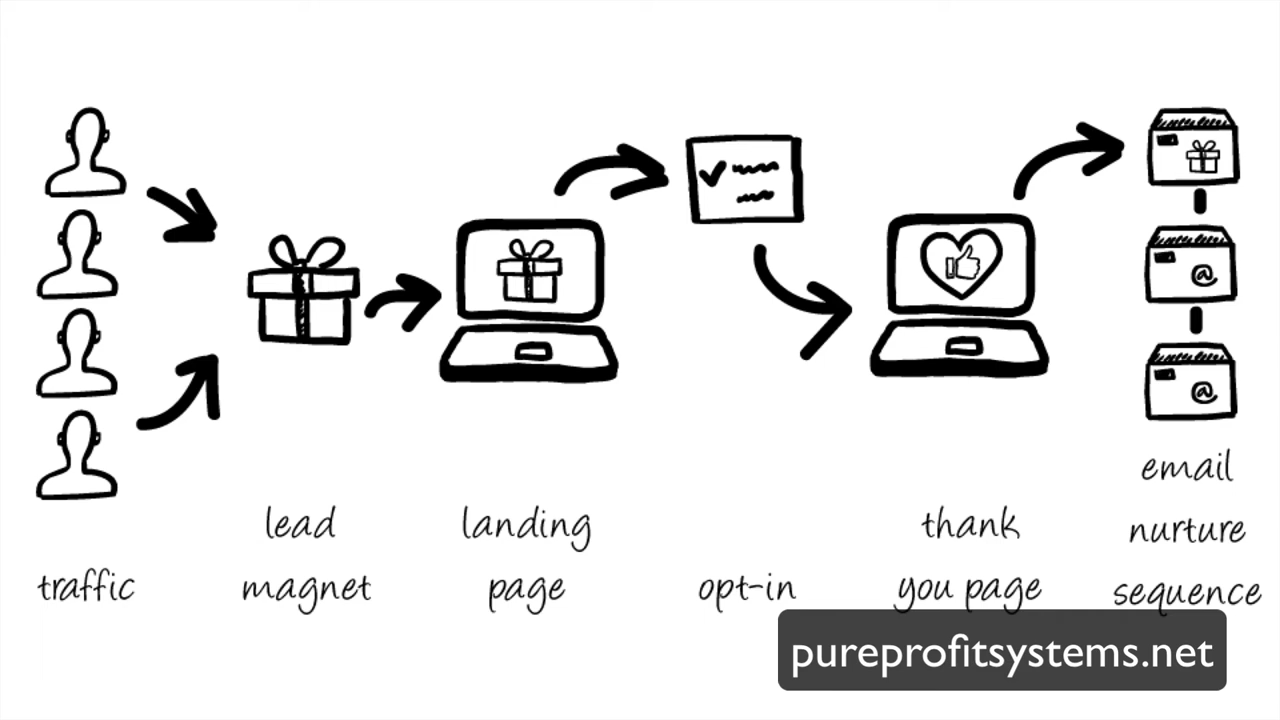 traffic
lead
magnet
landing
page
opt-in
thank
you page
email
nurture
sequence
@
@
pureprofitsystems.net